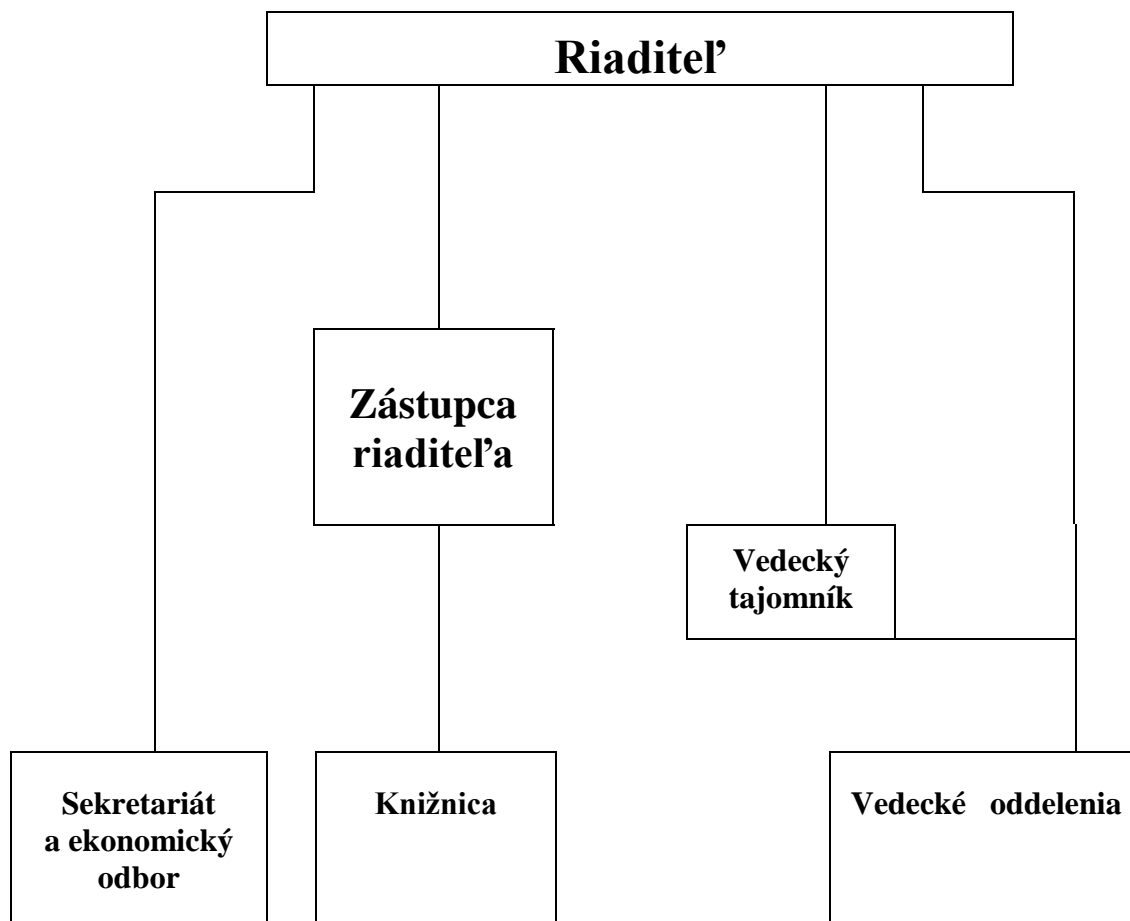 Riaditeľ
Zástupca
riaditeľa
Vedecký
tajomník
Sekretariát
a ekonomický
odbor
Knižnica
Vedecké oddelenia